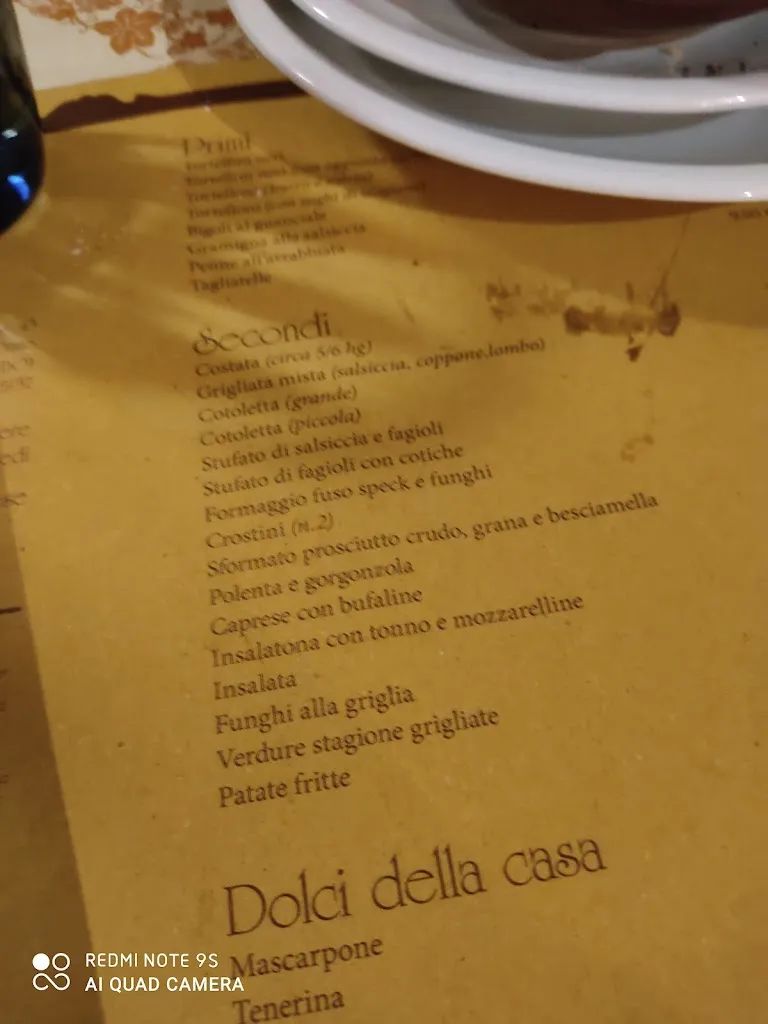 Primi
Bigoli al guanciale
Gramigna alla salsiccia
Penne all'arrabbiata
Tagliatelle
Secondi
Costata (circa 5/6 hg)
Grigliata mista (salsiccia, coppone,lombo)
Cotoletta (grande)
Cotoletta (piccola)
Stufato di salsiccia e fagioli
Stufato di fagioli con cotiche
Formaggio fuso speck e funghi
Crostini (n.2)
Sformato prosciutto crudo, grana e besciamella
Polenta e gorgonzola
Caprese con bufaline
Insalatona con tonno e mozzarelline
Insalata
Funghi alla griglia
Verdure stagione grigliate
Patate fritte
Dolci della casa
Mascarpone
Tenerina
REDMI NOTE 9S
AI QUAD CAMERA